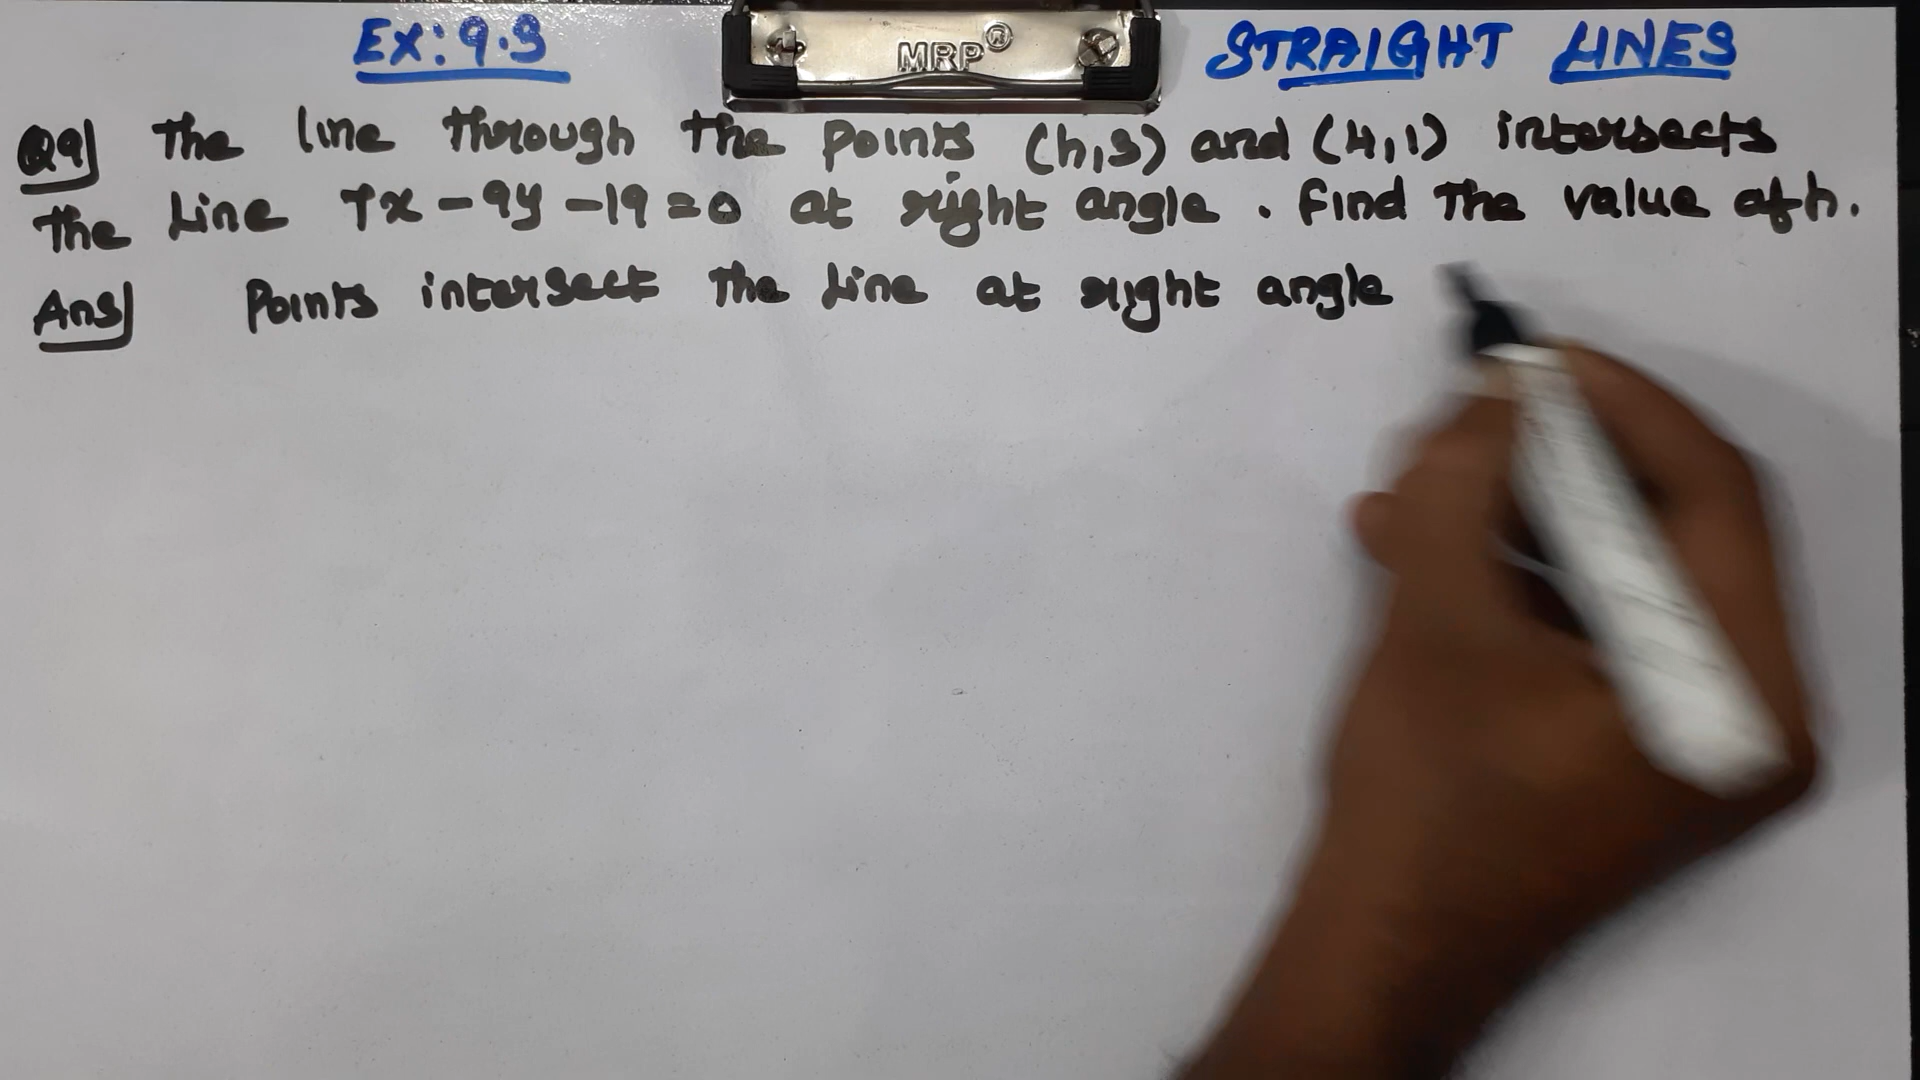 EX: 9.3
MRP®
STRAIGHT LINES
Q9] The line through the points (h,3) and (4,1) intersects
the Line 7x - 9y - 19 = 0 at right angle. Find the value of h.
Ans] Points intersect the line at right angle